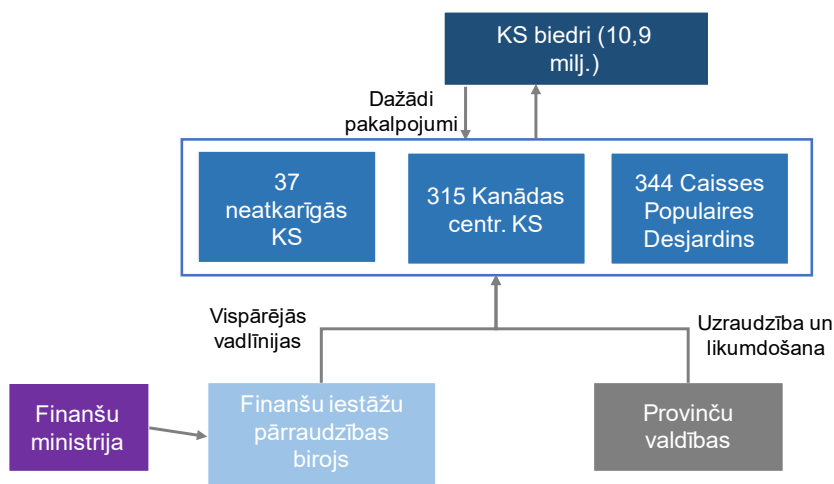 KS biedri (10,9
milj.)
Dažādi
pakalpojumi
37
neatkarīgās
KS
315 Kanādas
centr. KS
344 Caisses
Populaires
Desjardins
Vispārējās
vadlīnijas
Uzraudzība un
likumdošana
Finanšu
ministrija
Finanšu iestāžu
pārraudzības
birojs
Provinču
valdības